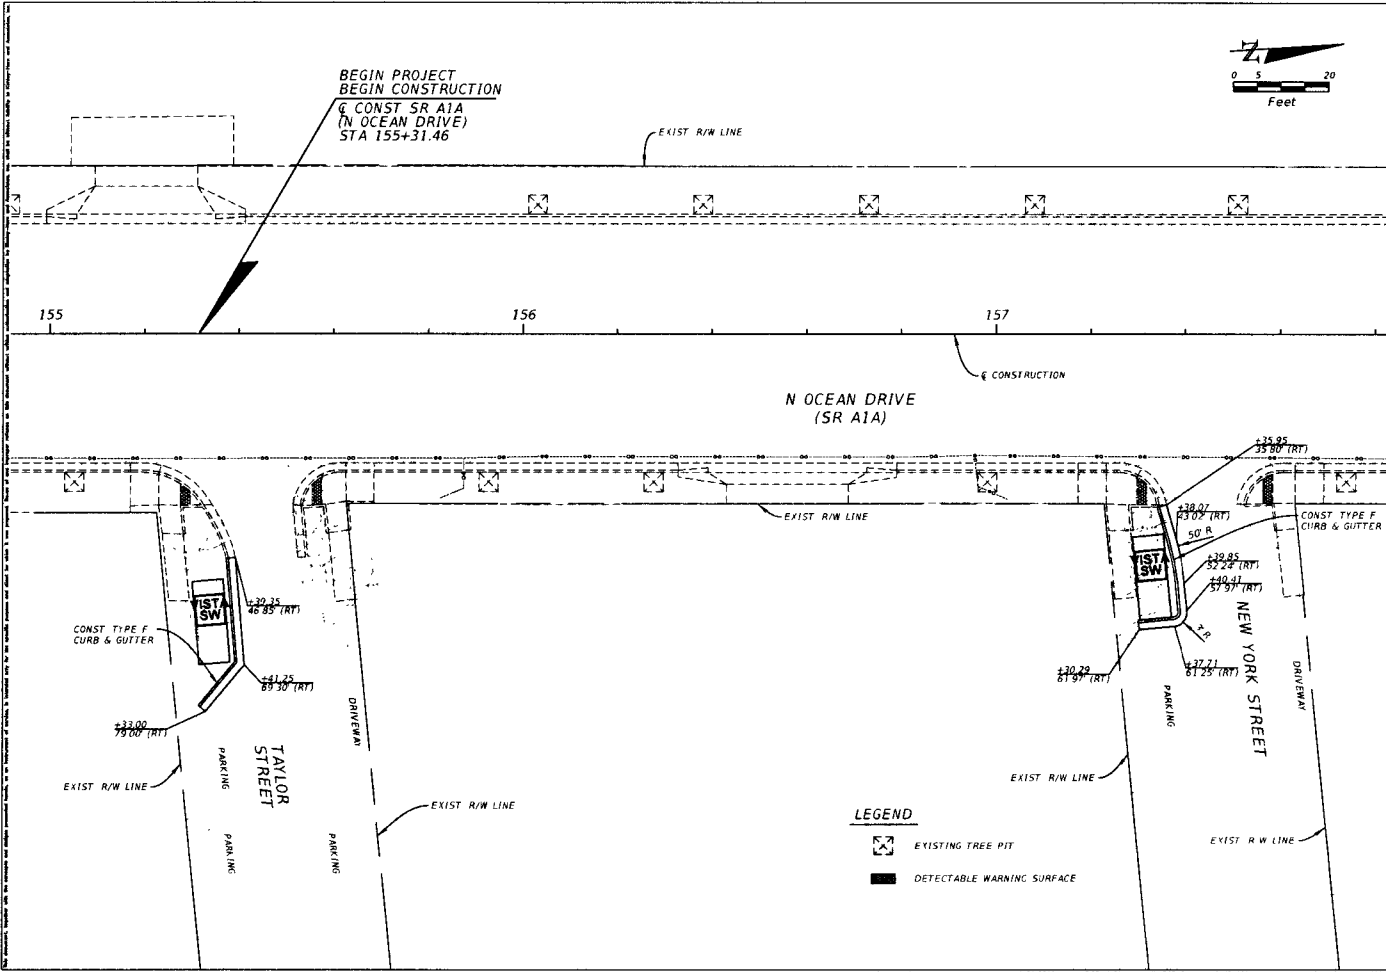 BEGIN PROJECT
BEGIN CONSTRUCTION
℄ CONST SR A1A
(N OCEAN DRIVE)
STA 155+31.46
EXIST R/W LINE
Z
0 5 20
Feet
155
156
157
℄ CONSTRUCTION
N OCEAN DRIVE
(SR A1A)
+35.95
35.80' (RT)
EXIST R/W LINE
+38.07
43.02' (RT)
CONST TYPE F
CURB & GUTTER
50' R
+39.85
52.24' (RT)
+40.41
57.97' (RT)
VIST
SW
3' R
+30.29
61.97' (RT)
+37.71
61.25' (RT)
NEW YORK STREET
DRIVEWAY
PARKING
+39.35
46.85' (RT)
VIST
SW
CONST TYPE F
CURB & GUTTER
+41.25
69.30' (RT)
+33.00
79.00' (RT)
DRIVEWAY
TAYLOR
STREET
PARKING
PARKING
PARKING
EXIST R/W LINE
EXIST R/W LINE
EXIST R/W LINE
EXIST R W LINE
LEGEND
EXISTING TREE PIT
DETECTABLE WARNING SURFACE